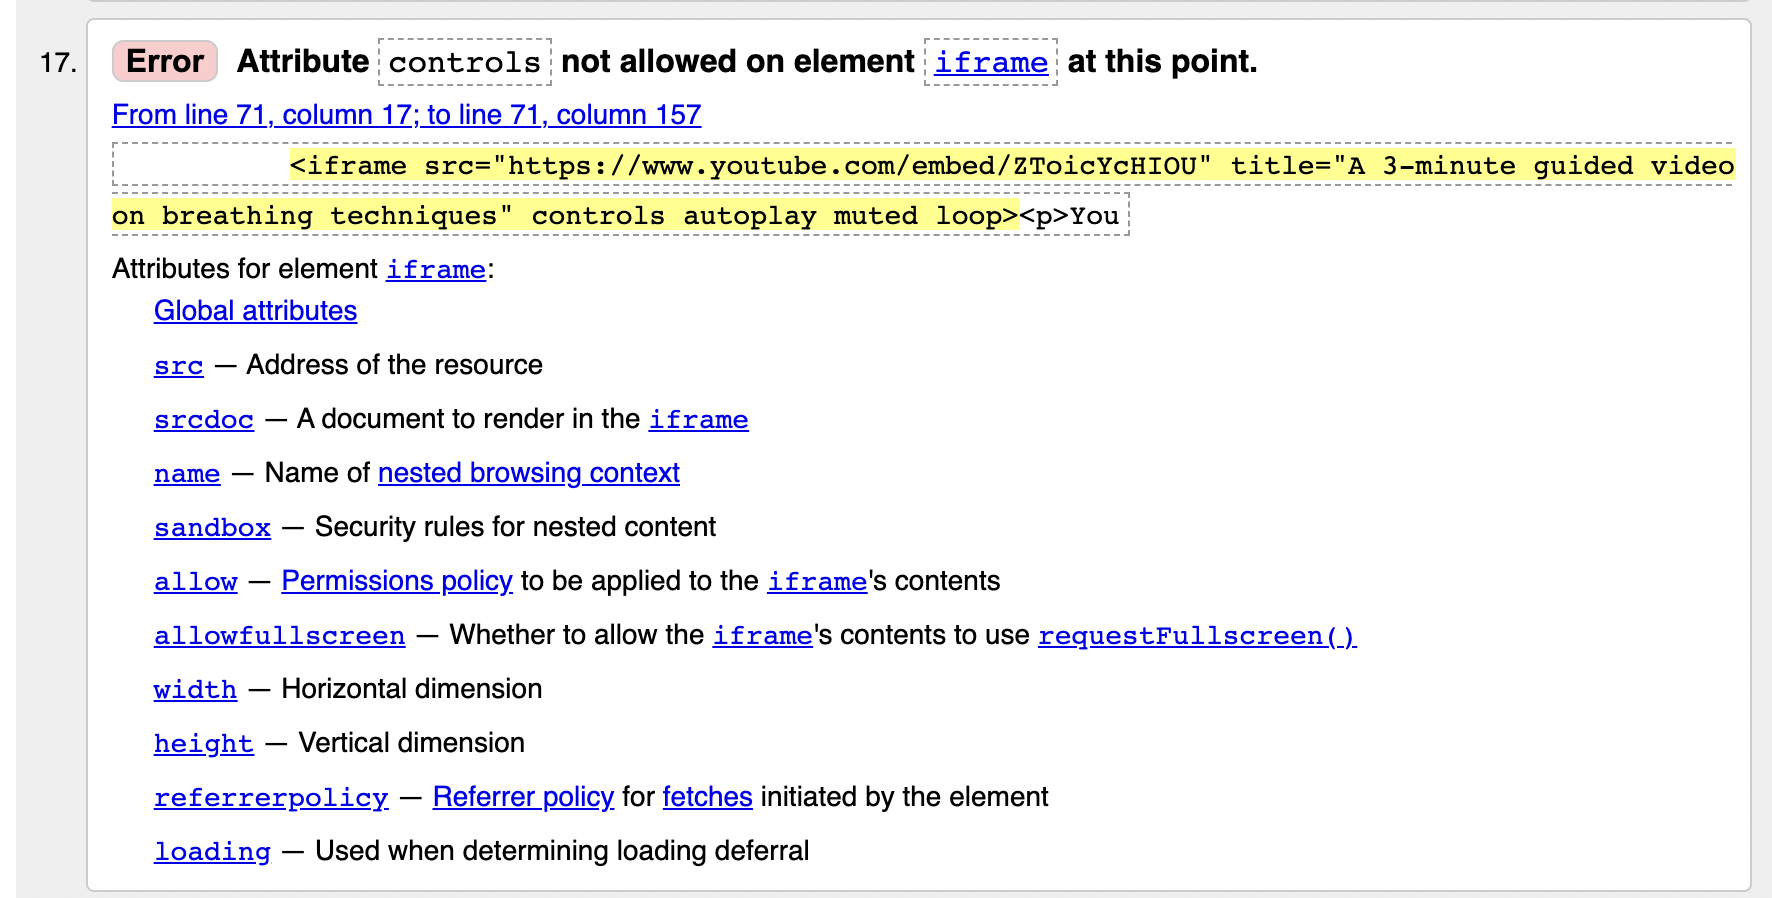 17. Error Attribute controls not allowed on element iframe at this point.
From line 71, column 17; to line 71, column 157
<iframe src="https://www.youtube.com/embed/ZToicYcHIOU" title="A 3-minute guided video
on breathing techniques" controls autoplay muted loop><p>You
Attributes for element iframe:
Global attributes
src — Address of the resource
srcdoc — A document to render in the iframe
name — Name of nested browsing context
sandbox — Security rules for nested content
allow — Permissions policy to be applied to the iframe's contents
allowfullscreen — Whether to allow the iframe's contents to use requestFullscreen()
width — Horizontal dimension
height — Vertical dimension
referrerpolicy — Referrer policy for fetches initiated by the element
loading — Used when determining loading deferral